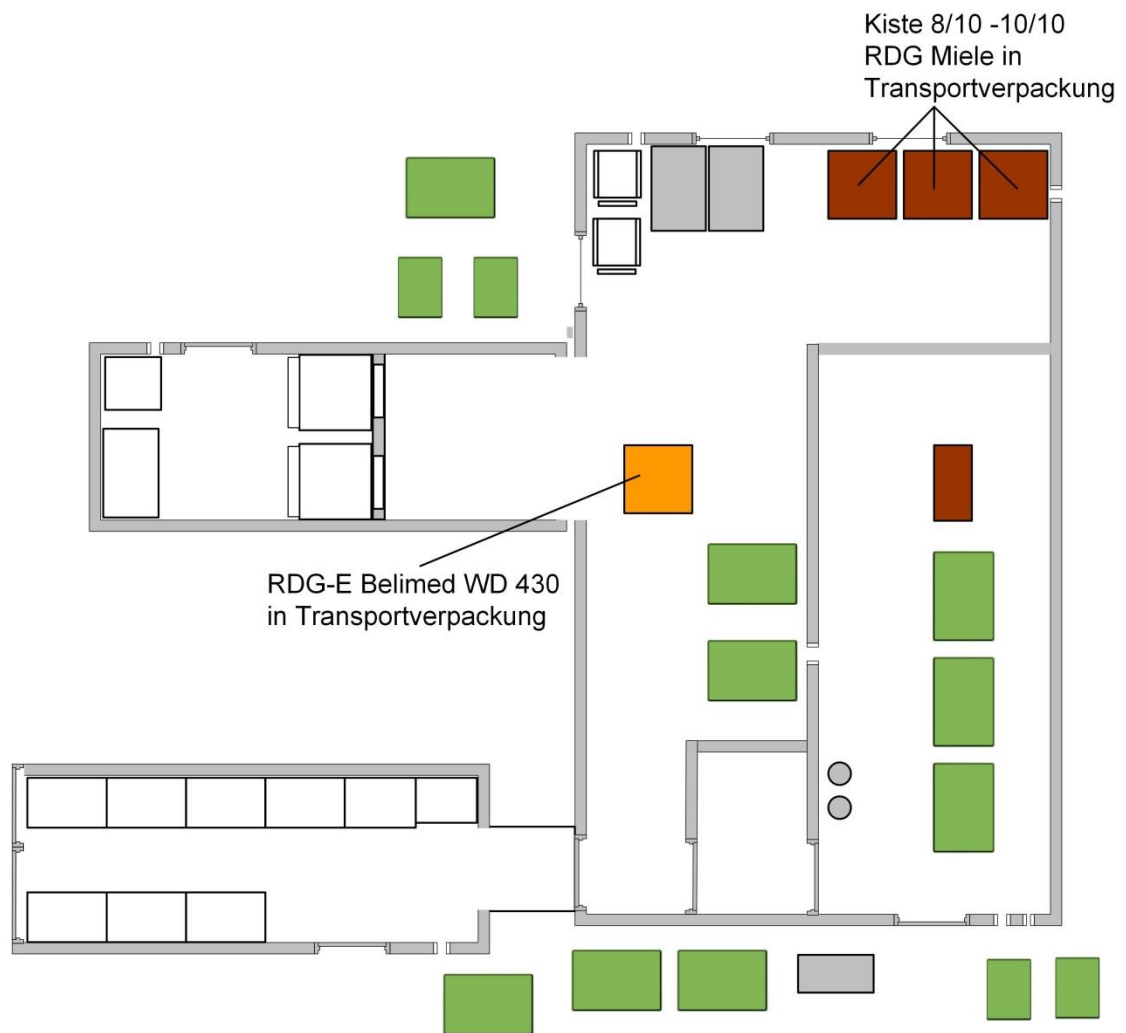 Kiste 8/10 -10/10
RDG Miele in
Transportverpackung
RDG-E Belimed WD 430
in Transportverpackung